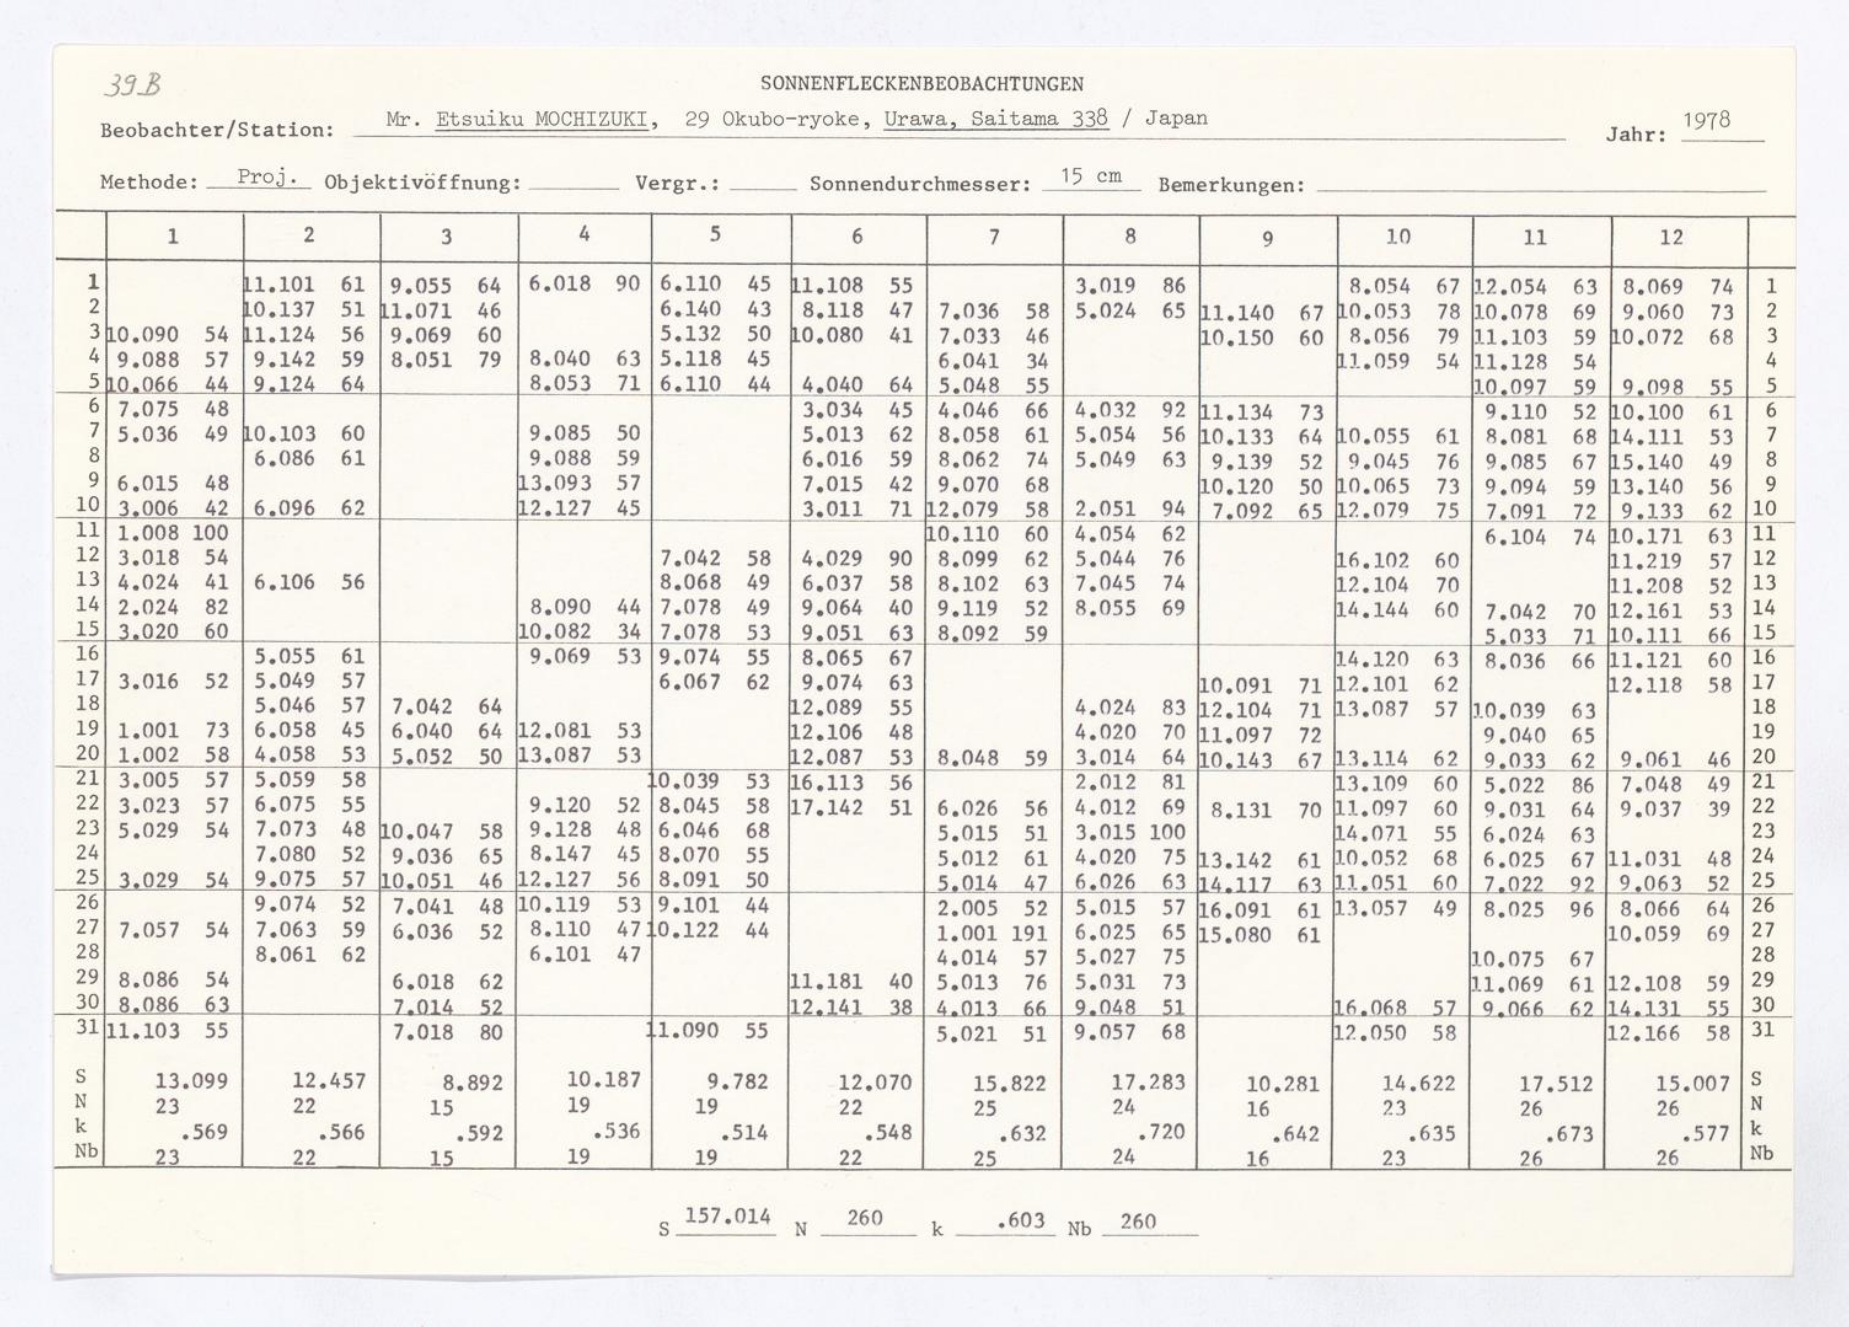 39B
SONNENFLECKENBEOBACHTUNGEN
Beobachter/Station: Mr. Etsuiku MOCHIZUKI, 29 Okubo-ryoke, Urawa, Saitama 338 / Japan Jahr: 1978
Methode: Proj. Objektivöffnung: Vergr.: Sonnendurchmesser: 15 cm Bemerkungen:
1 2 3 4 5 6 7 8 9 10 11 12
1 11.101 61 9.055 64 6.018 90 6.110 45 11.108 55 3.019 86 8.054 67 12.054 63 8.069 74 1
2 10.137 51 11.071 46 6.140 43 8.118 47 7.036 58 5.024 65 11.140 67 10.053 78 10.078 69 9.060 73 2
3 10.090 54 11.124 56 9.069 60 5.132 50 10.080 41 7.033 46 10.150 60 8.056 79 11.103 59 10.072 68 3
4 9.088 57 9.142 59 8.051 79 8.040 63 5.118 45 6.041 34 11.059 54 11.128 54 4
5 10.066 44 9.124 64 8.053 71 6.110 44 4.040 64 5.048 55 10.097 59 9.098 55 5
6 7.075 48 3.034 45 4.046 66 4.032 92 11.134 73 9.110 52 10.100 61 6
7 5.036 49 10.103 60 9.085 50 5.013 62 8.058 61 5.054 56 10.133 64 10.055 61 8.081 68 14.111 53 7
8 6.086 61 9.088 59 6.016 59 8.062 74 5.049 63 9.139 52 9.045 76 9.085 67 15.140 49 8
9 6.015 48 13.093 57 7.015 42 9.070 68 10.120 50 10.065 73 9.094 59 13.140 56 9
10 3.006 42 6.096 62 12.127 45 3.011 71 12.079 58 2.051 94 7.092 65 12.079 75 7.091 72 9.133 62 10
11 1.008 100 10.110 60 4.054 62 6.104 74 10.171 63 11
12 3.018 54 7.042 58 4.029 90 8.099 62 5.044 76 16.102 60 11.219 57 12
13 4.024 41 6.106 56 8.068 49 6.037 58 8.102 63 7.045 74 12.104 70 11.208 52 13
14 2.024 82 8.090 44 7.078 49 9.064 40 9.119 52 8.055 69 14.144 60 7.042 70 12.161 53 14
15 3.020 60 10.082 34 7.078 53 9.051 63 8.092 59 5.033 71 10.111 66 15
16 5.055 61 9.069 53 9.074 55 8.065 67 14.120 63 8.036 66 11.121 60 16
17 3.016 52 5.049 57 6.067 62 9.074 63 10.091 71 12.101 62 12.118 58 17
18 5.046 57 7.042 64 12.089 55 4.024 83 12.104 71 13.087 57 10.039 63 18
19 1.001 73 6.058 45 6.040 64 12.081 53 12.106 48 4.020 70 11.097 72 9.040 65 19
20 1.002 58 4.058 53 5.052 50 13.087 53 12.087 53 8.048 59 3.014 64 10.143 67 13.114 62 9.033 62 9.061 46 20
21 3.005 57 5.059 58 10.039 53 16.113 56 2.012 81 13.109 60 5.022 86 7.048 49 21
22 3.023 57 6.075 55 9.120 52 8.045 58 17.142 51 6.026 56 4.012 69 8.131 70 11.097 60 9.031 64 9.037 39 22
23 5.029 54 7.073 48 10.047 58 9.128 48 6.046 68 5.015 51 3.015 100 14.071 55 6.024 63 23
24 7.080 52 9.036 65 8.147 45 8.070 55 5.012 61 4.020 75 13.142 61 10.052 68 6.025 67 11.031 48 24
25 3.029 54 9.075 57 10.051 46 12.127 56 8.091 50 5.014 47 6.026 63 14.117 63 11.051 60 7.022 92 9.063 52 25
26 9.074 52 7.041 48 10.119 53 9.101 44 2.005 52 5.015 57 16.091 61 13.057 49 8.025 96 8.066 64 26
27 7.057 54 7.063 59 6.036 52 8.110 47 10.122 44 1.001 191 6.025 65 15.080 61 10.059 69 27
28 8.061 62 6.101 47 4.014 57 5.027 75 10.075 67 28
29 8.086 54 6.018 62 11.181 40 5.013 76 5.031 73 11.069 61 12.108 59 29
30 8.086 63 7.014 52 12.141 38 4.013 66 9.048 51 16.068 57 9.066 62 14.131 55 30
31 11.103 55 7.018 80 11.090 55 5.021 51 9.057 68 12.050 58 12.166 58 31
S 13.099 12.457 8.892 10.187 9.782 12.070 15.822 17.283 10.281 14.622 17.512 15.007 S
N 23 22 15 19 19 22 25 24 16 23 26 26 N
k .569 .566 .592 .536 .514 .548 .632 .720 .642 .635 .673 .577 k
Nb 23 22 15 19 19 22 25 24 16 23 26 26 Nb
S 157.014 N 260 k .603 Nb 260